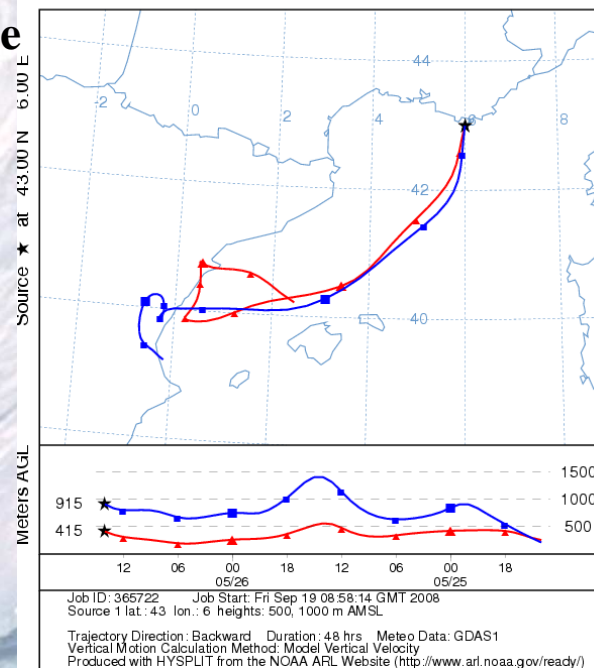 e
Source ★ at 43.00 N 6.00 E
44
-2 0 2 4 8
42
40
Meters AGL
1500
915 1000
415 500
12 06 00 18 12 06 00 18
05/26 05/25
Job ID: 365722 Job Start: Fri Sep 19 08:58:14 GMT 2008
Source 1 lat.: 43 lon.: 6 heights: 500, 1000 m AMSL
Trajectory Direction: Backward Duration: 48 hrs Meteo Data: GDAS1
Vertical Motion Calculation Method: Model Vertical Velocity
Produced with HYSPLIT from the NOAA ARL Website (http://www.arl.noaa.gov/ready/)